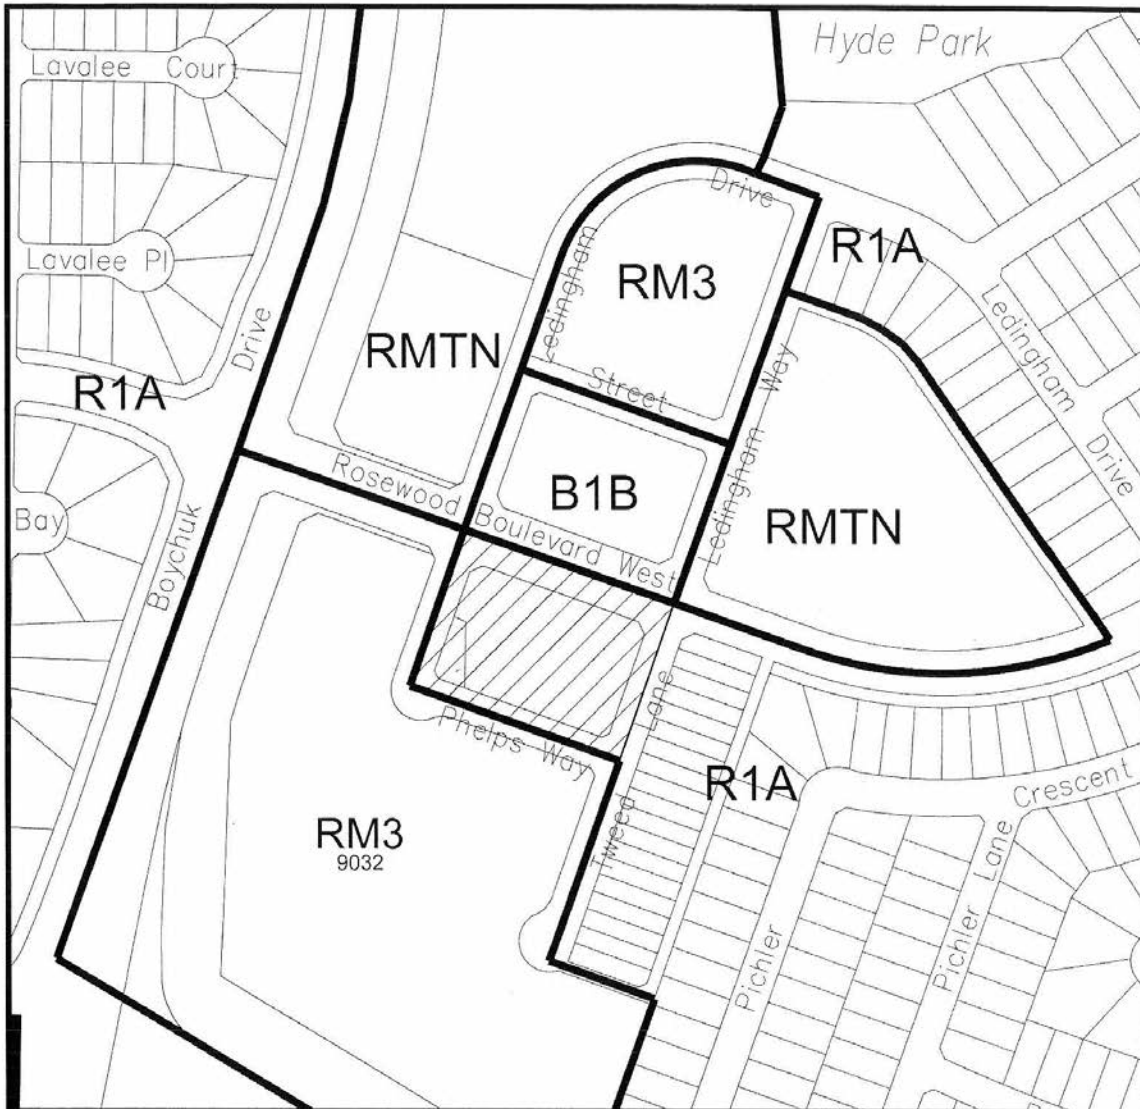 Hyde Park
Lavalee Court
Drive
R1A
RM3
Lavalee Pl
Ledingham
Drive
Ledingham
Drive
RMTN
Street
Way
R1A
Rosewood Boulevard West
B1B
Ledingham
RMTN
Bay
Boychuk
Lane
Phelps Way
R1A
Crescent
Tweed
RM3
9032
Lane
Pichler
Pichler